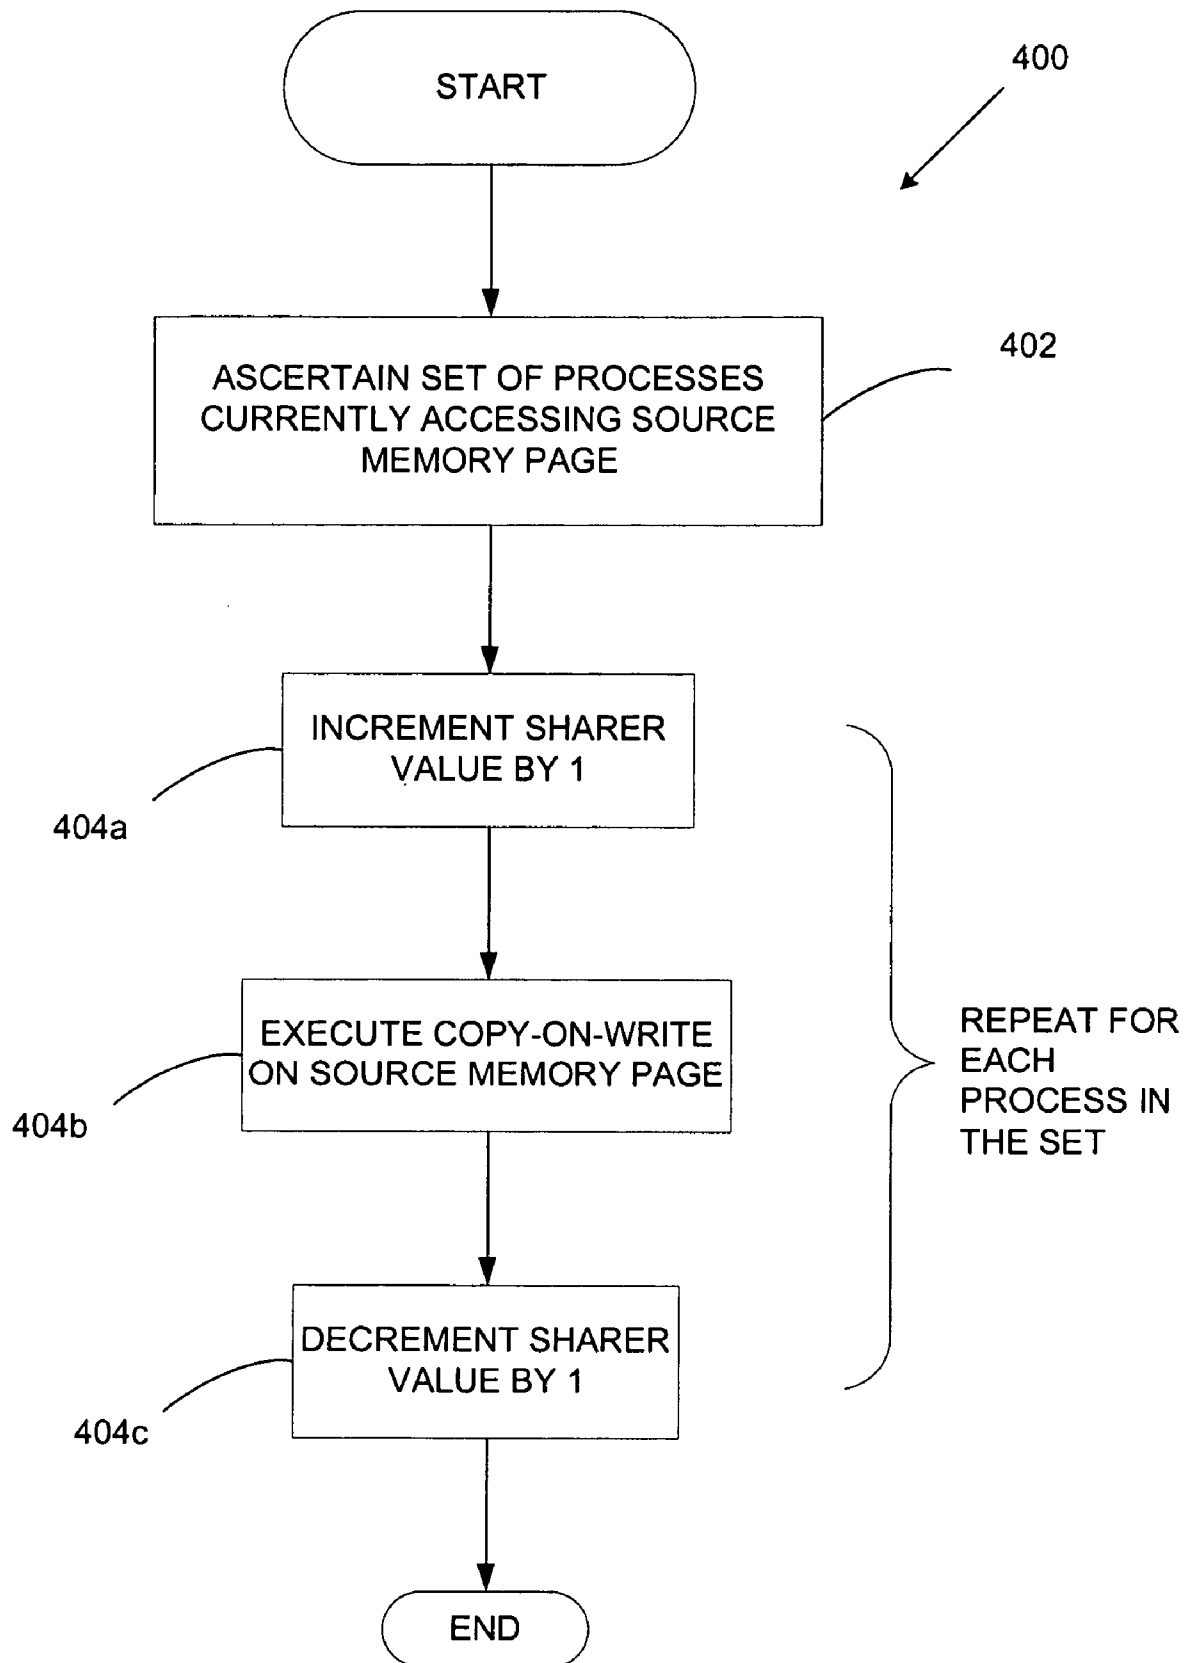 START
400
ASCERTAIN SET OF PROCESSES
CURRENTLY ACCESSING SOURCE
MEMORY PAGE
402
INCREMENT SHARER
VALUE BY 1
404a
EXECUTE COPY-ON-WRITE
ON SOURCE MEMORY PAGE
404b
REPEAT FOR
EACH
PROCESS IN
THE SET
DECREMENT SHARER
VALUE BY 1
404c
END